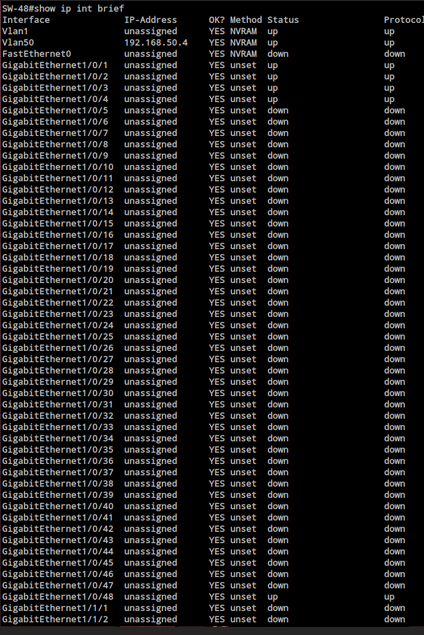 SW-48#show ip int brief
Interface IP-Address OK? Method Status Protocol
Vlan1 unassigned YES NVRAM up up
Vlan50 192.168.50.4 YES NVRAM up up
FastEthernet0 unassigned YES NVRAM down down
GigabitEthernet1/0/1 unassigned YES unset up up
GigabitEthernet1/0/2 unassigned YES unset up up
GigabitEthernet1/0/3 unassigned YES unset up up
GigabitEthernet1/0/4 unassigned YES unset up up
GigabitEthernet1/0/5 unassigned YES unset down down
GigabitEthernet1/0/6 unassigned YES unset down down
GigabitEthernet1/0/7 unassigned YES unset down down
GigabitEthernet1/0/8 unassigned YES unset down down
GigabitEthernet1/0/9 unassigned YES unset down down
GigabitEthernet1/0/10 unassigned YES unset down down
GigabitEthernet1/0/11 unassigned YES unset down down
GigabitEthernet1/0/12 unassigned YES unset down down
GigabitEthernet1/0/13 unassigned YES unset down down
GigabitEthernet1/0/14 unassigned YES unset down down
GigabitEthernet1/0/15 unassigned YES unset down down
GigabitEthernet1/0/16 unassigned YES unset down down
GigabitEthernet1/0/17 unassigned YES unset down down
GigabitEthernet1/0/18 unassigned YES unset down down
GigabitEthernet1/0/19 unassigned YES unset down down
GigabitEthernet1/0/20 unassigned YES unset down down
GigabitEthernet1/0/21 unassigned YES unset down down
GigabitEthernet1/0/22 unassigned YES unset down down
GigabitEthernet1/0/23 unassigned YES unset down down
GigabitEthernet1/0/24 unassigned YES unset down down
GigabitEthernet1/0/25 unassigned YES unset down down
GigabitEthernet1/0/26 unassigned YES unset down down
GigabitEthernet1/0/27 unassigned YES unset down down
GigabitEthernet1/0/28 unassigned YES unset down down
GigabitEthernet1/0/29 unassigned YES unset down down
GigabitEthernet1/0/30 unassigned YES unset down down
GigabitEthernet1/0/31 unassigned YES unset down down
GigabitEthernet1/0/32 unassigned YES unset down down
GigabitEthernet1/0/33 unassigned YES unset down down
GigabitEthernet1/0/34 unassigned YES unset down down
GigabitEthernet1/0/35 unassigned YES unset down down
GigabitEthernet1/0/36 unassigned YES unset down down
GigabitEthernet1/0/37 unassigned YES unset down down
GigabitEthernet1/0/38 unassigned YES unset down down
GigabitEthernet1/0/39 unassigned YES unset down down
GigabitEthernet1/0/40 unassigned YES unset down down
GigabitEthernet1/0/41 unassigned YES unset down down
GigabitEthernet1/0/42 unassigned YES unset down down
GigabitEthernet1/0/43 unassigned YES unset down down
GigabitEthernet1/0/44 unassigned YES unset down down
GigabitEthernet1/0/45 unassigned YES unset down down
GigabitEthernet1/0/46 unassigned YES unset down down
GigabitEthernet1/0/47 unassigned YES unset down down
GigabitEthernet1/0/48 unassigned YES unset up up
GigabitEthernet1/1/1 unassigned YES unset down down
GigabitEthernet1/1/2 unassigned YES unset down down